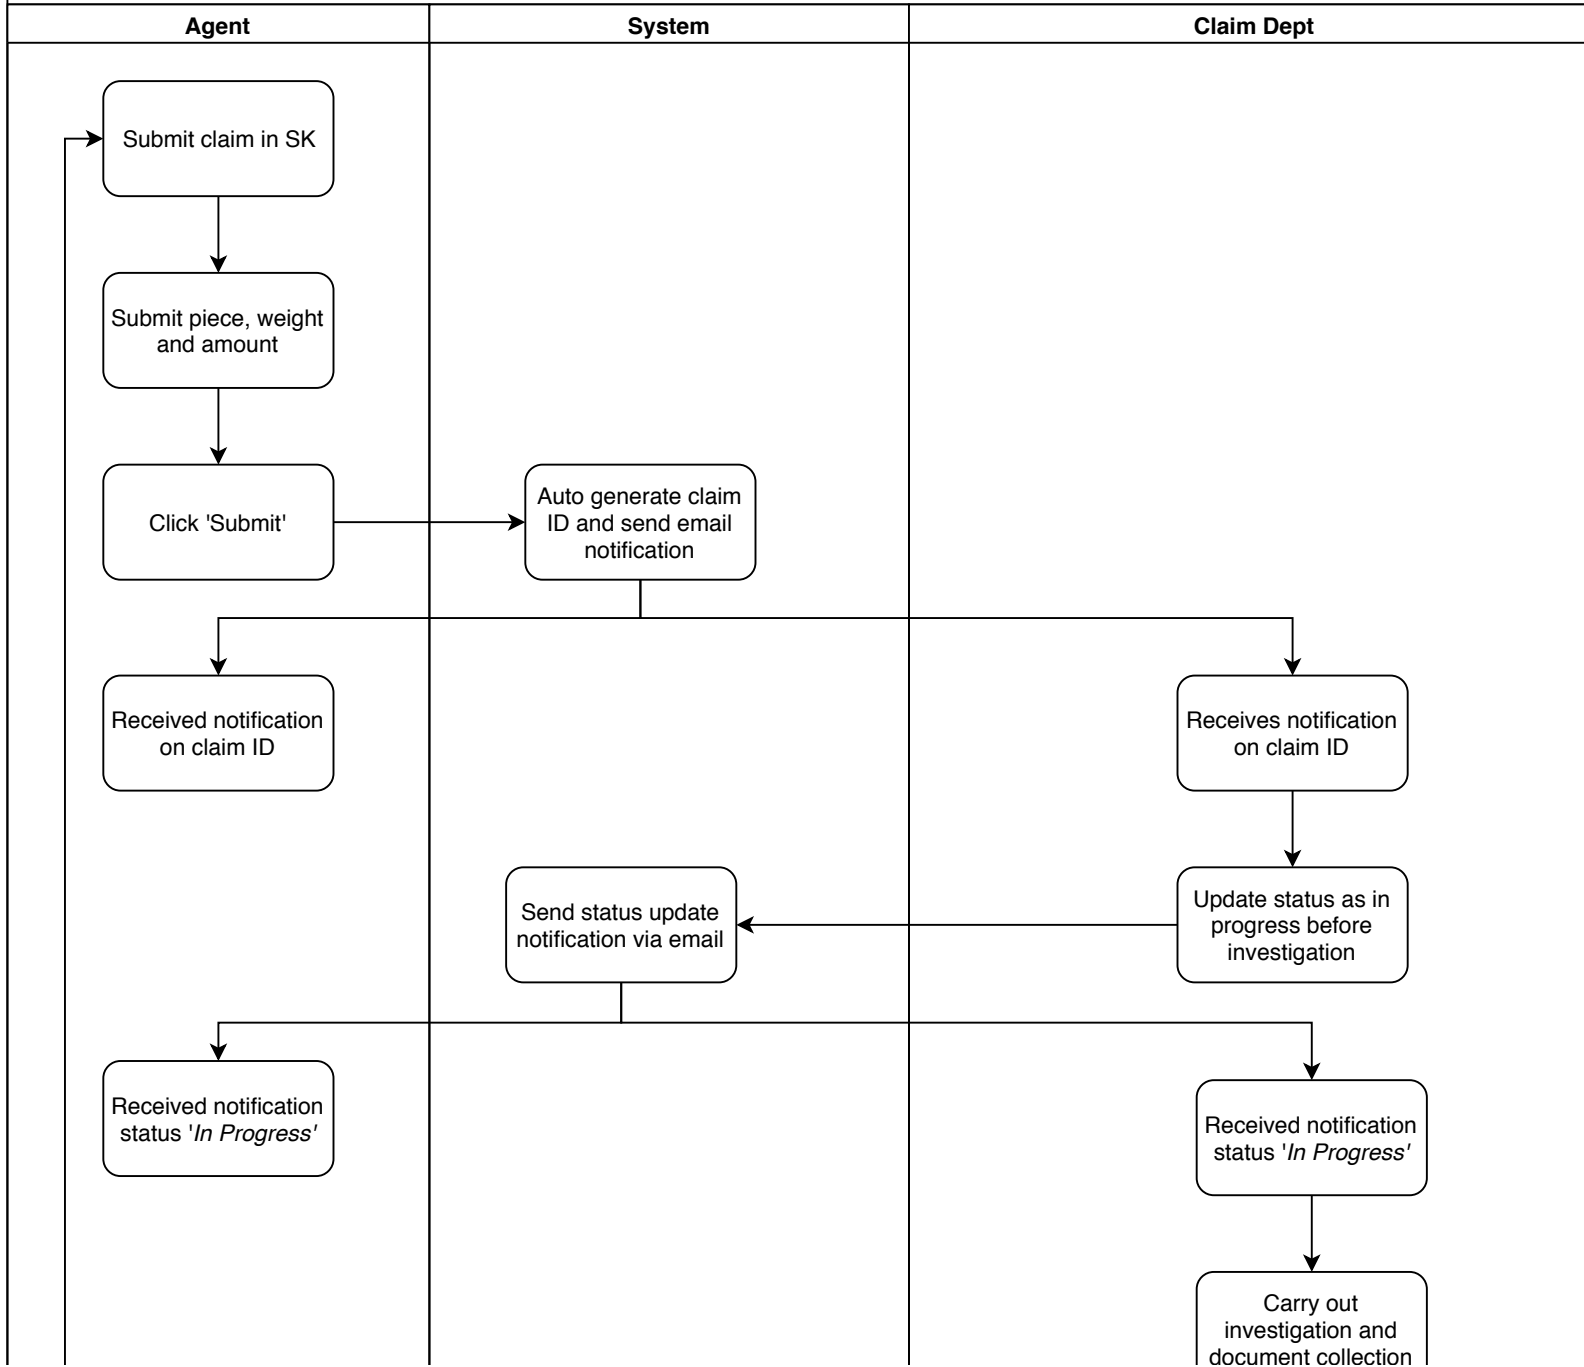 Agent
System
Claim Dept
Submit claim in SK
Submit piece, weight
and amount
Click 'Submit'
Auto generate claim
ID and send email
notification
Received notification
on claim ID
Receives notification
on claim ID
Send status update
notification via email
Update status as in
progress before
investigation
Received notification
status 'In Progress'
Received notification
status 'In Progress'
Carry out
investigation and
document collection